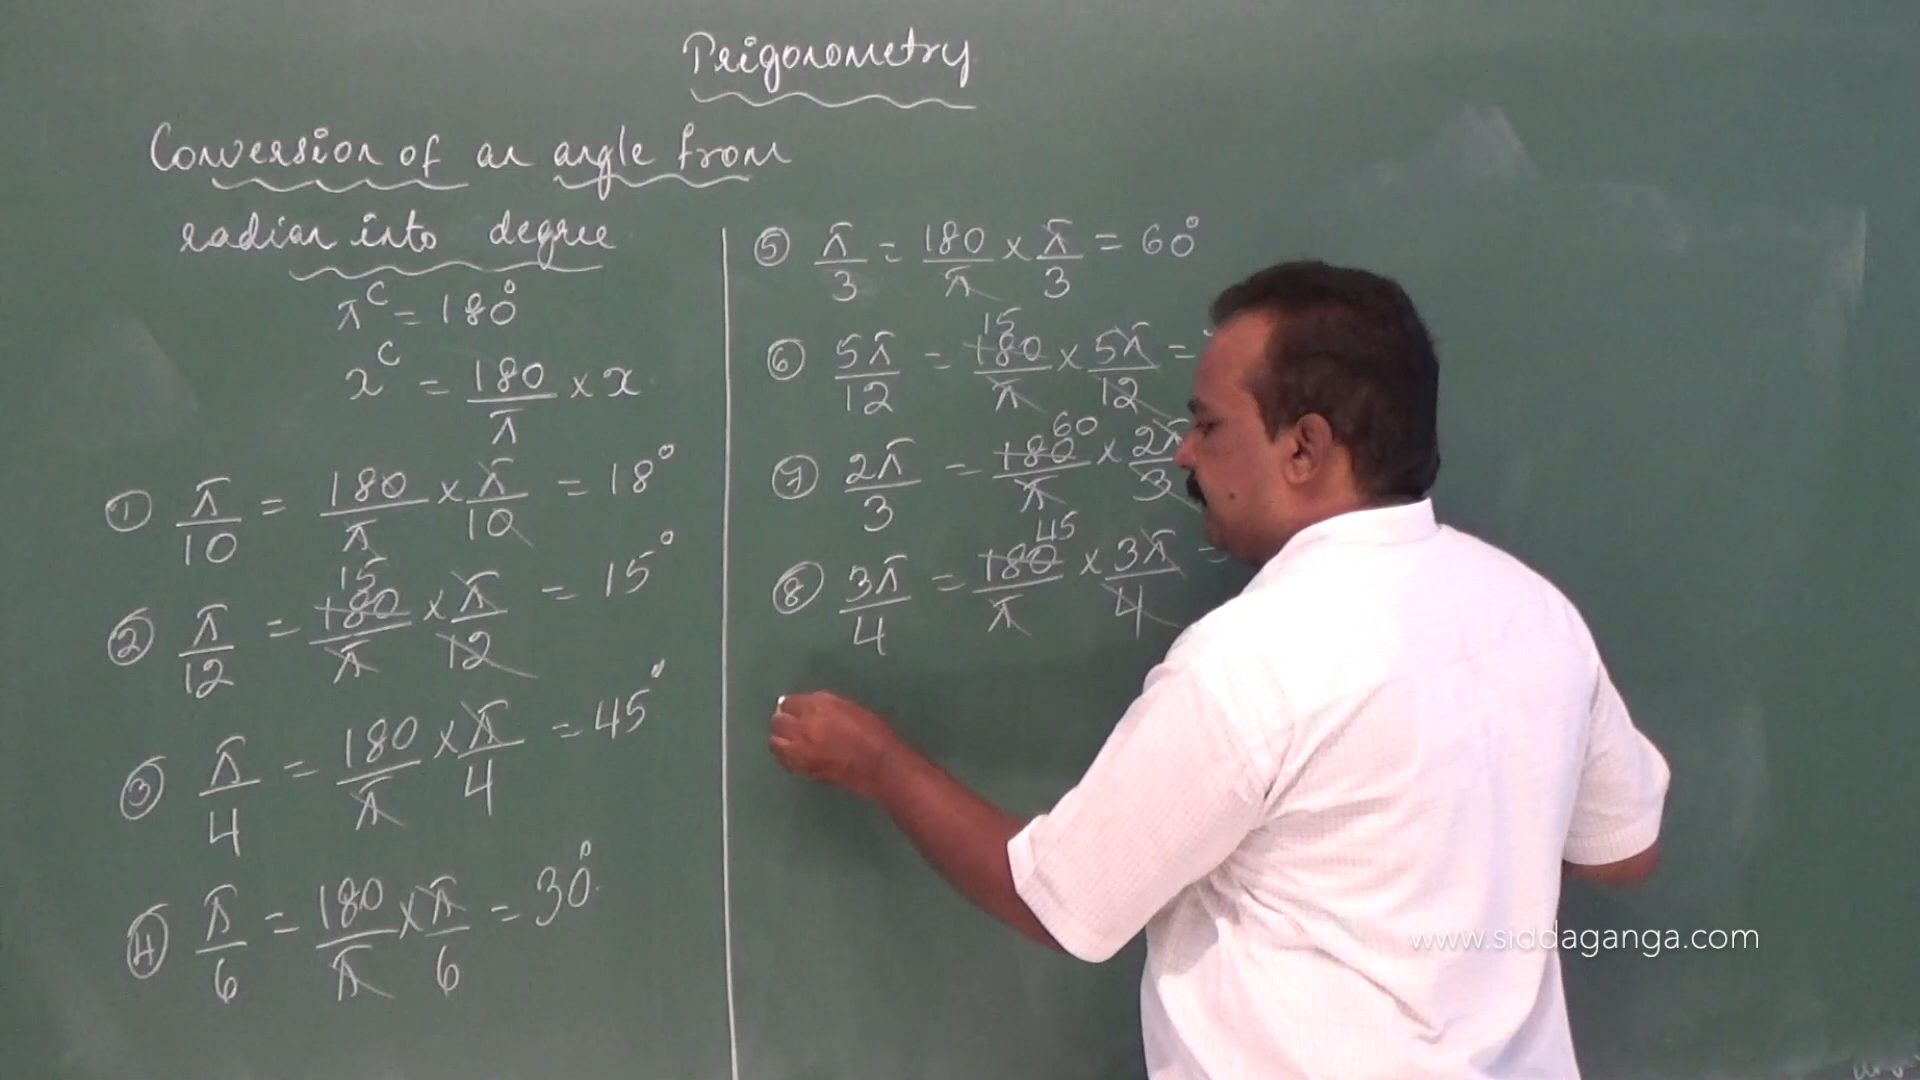 Trigonometry
Conversion of an angle from
radian into degree
π^c = 180°
x^c = 180/π × x
① π/10 = 180/π × π/10 = 18°
② π/12 = 180/π × π/12 = 15°
15
③ π/4 = 180/π × π/4 = 45°
④ π/6 = 180/π × π/6 = 30°
⑤ π/3 = 180/π × π/3 = 60°
15
⑥ 5π/12 = 180/π × 5π/12 =
60
⑦ 2π/3 = 180/π × 2π/3
45
⑧ 3π/4 = 180/π × 3π/4 =
www.siddaganga.com